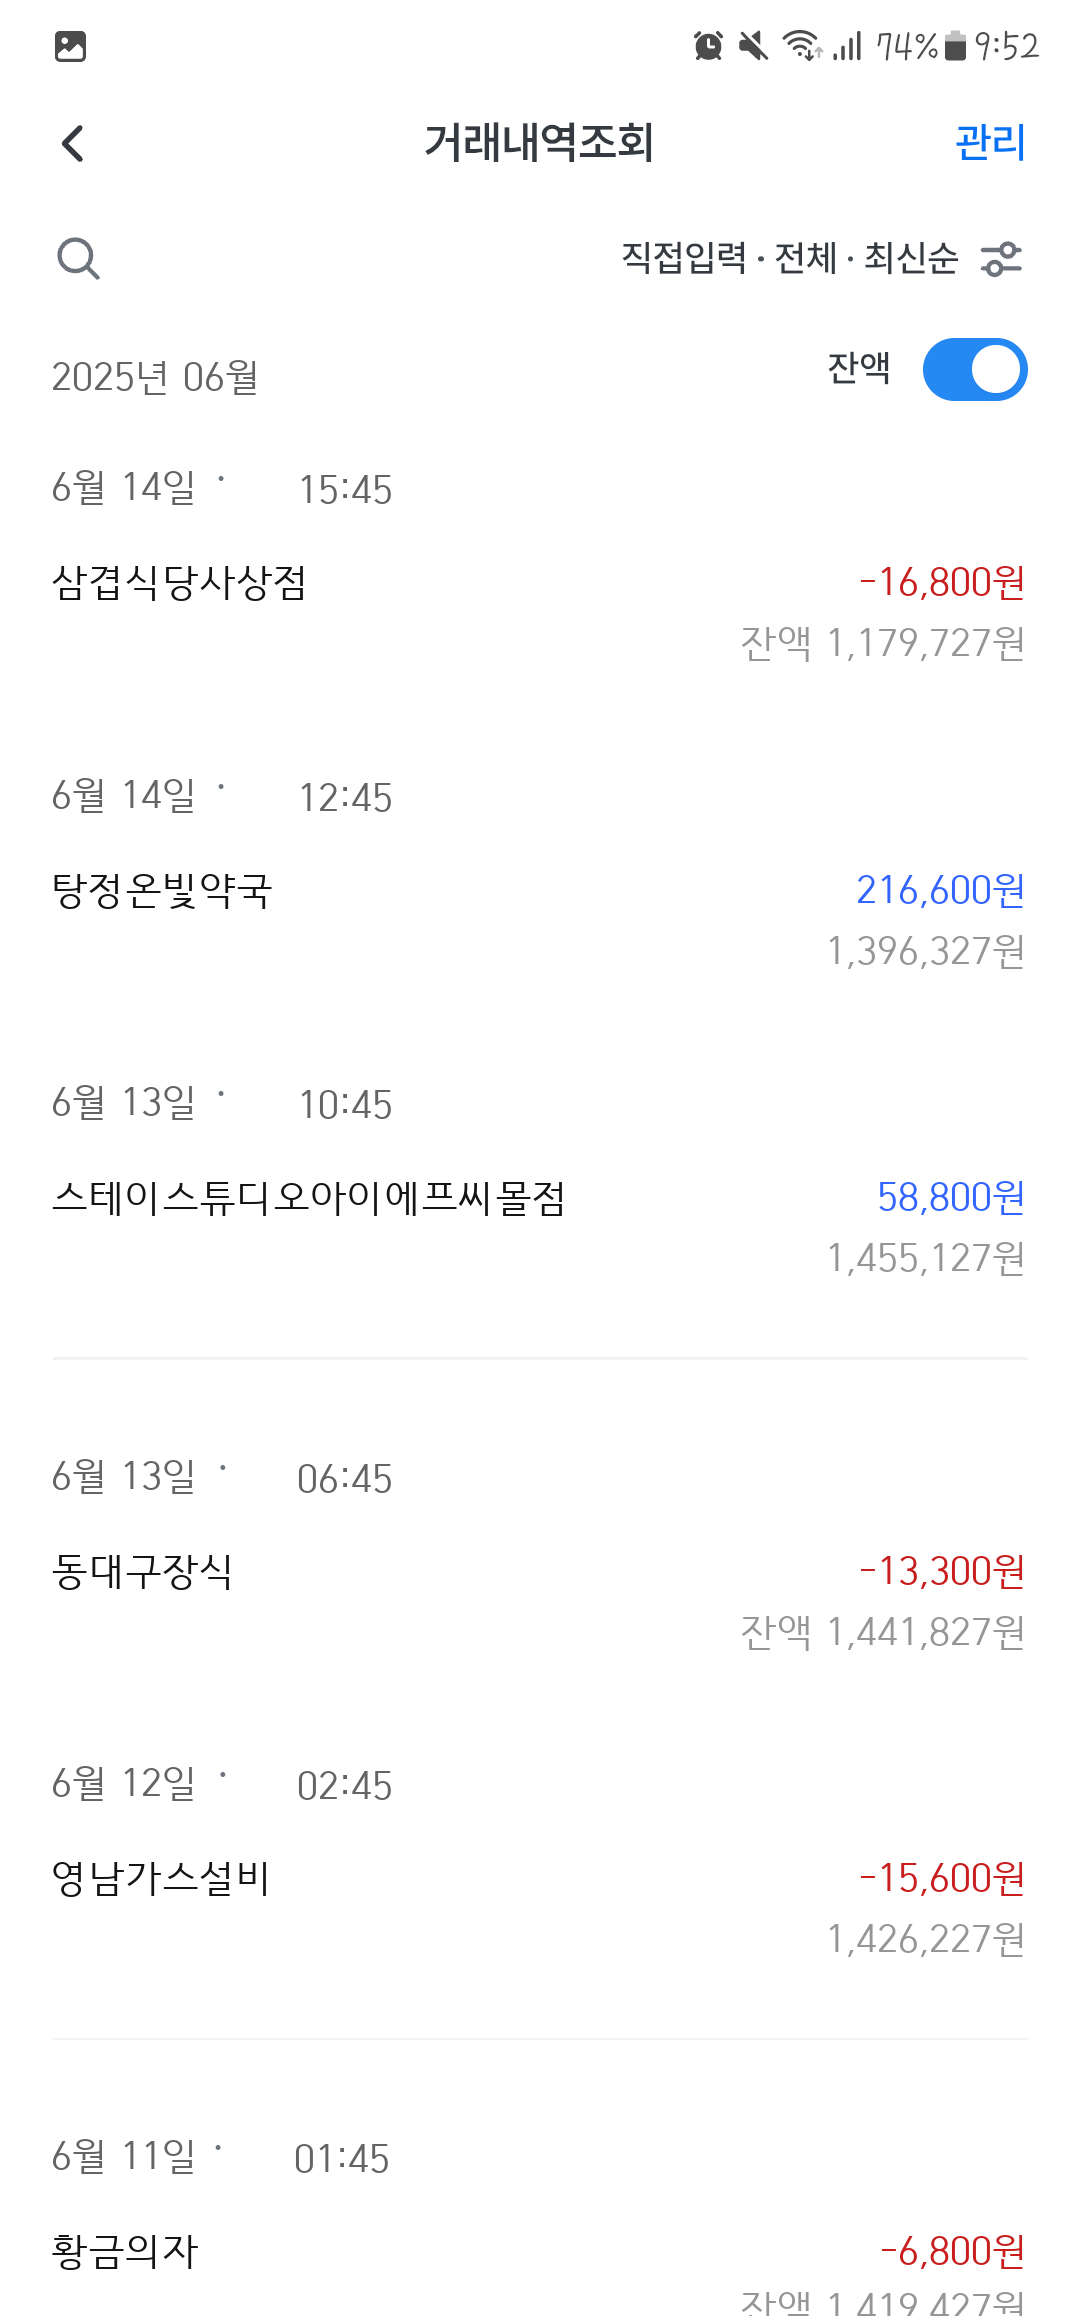 74% 9:52
거래내역조회 관리
직접입력 · 전체 · 최신순
2025년 06월 잔액
6월 14일 · 15:45
삼겹식당사상점 -16,800원
잔액 1,179,727원
6월 14일 · 12:45
탕정온빛약국 216,600원
1,396,327원
6월 13일 · 10:45
스테이스튜디오아이에프씨몰점 58,800원
1,455,127원
6월 13일 · 06:45
동대구장식 -13,300원
잔액 1,441,827원
6월 12일 · 02:45
영남가스설비 -15,600원
1,426,227원
6월 11일 · 01:45
황금의자 -6,800원
잔액 1,419,427원